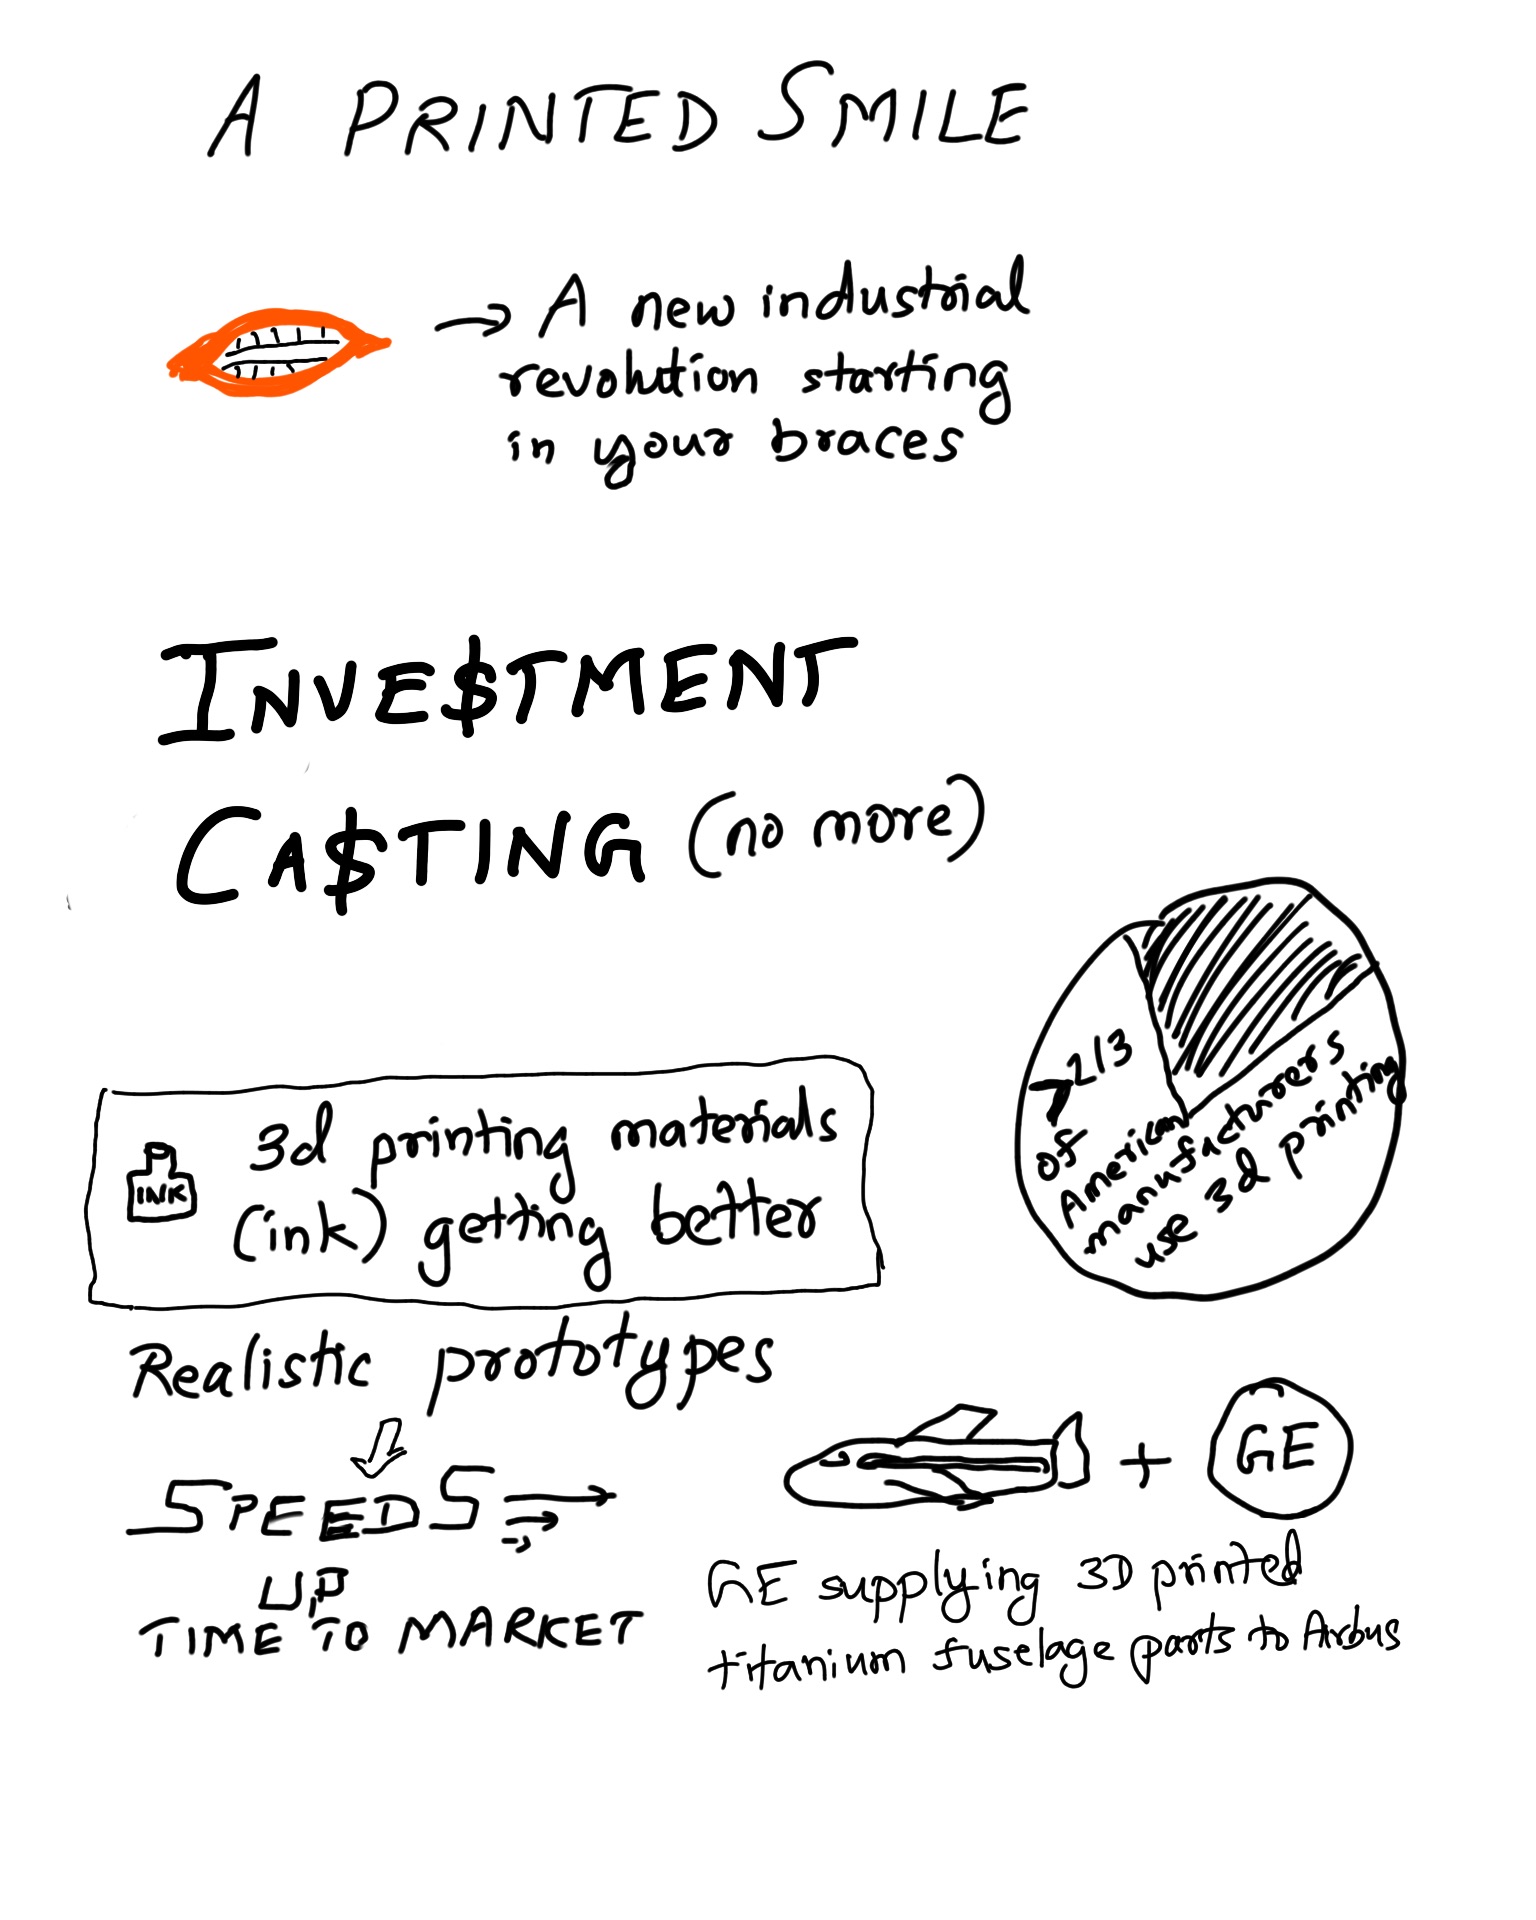 A PRINTED SMILE
→ A new industrial
revolution starting
in your braces
INVE$TMENT
CA$TING (no more)
2/3
of
American
manufacturers
use 3d printing
INK
3d printing materials
(ink) getting better
Realistic prototypes
SPEEDS
UP
TIME TO MARKET
+ GE
GE supplying 3D printed
titanium fuselage parts to Airbus